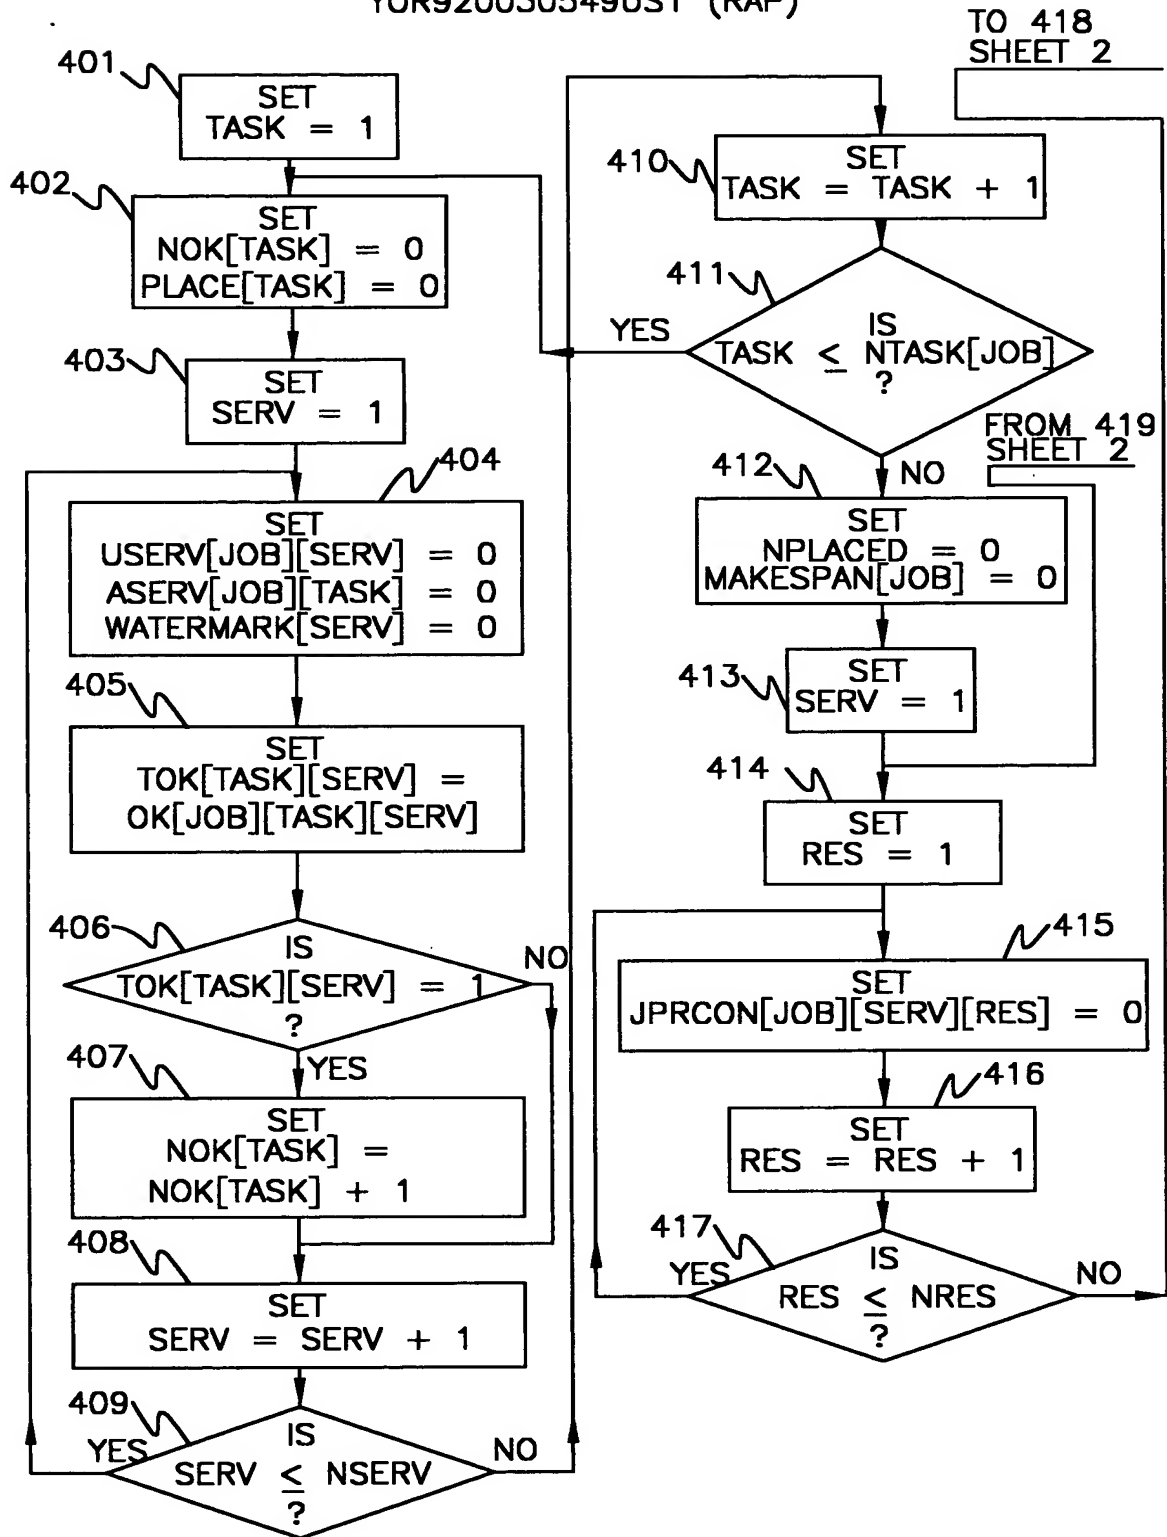 YOR920030549US1 (RAP)
401
SET
TASK = 1
402
SET
NOK[TASK] = 0
PLACE[TASK] = 0
403
SET
SERV = 1
404
SET
USERV[JOB][SERV] = 0
ASERV[JOB][TASK] = 0
WATERMARK[SERV] = 0
405
SET
TOK[TASK][SERV] =
OK[JOB][TASK][SERV]
406
IS
TOK[TASK][SERV] = 1
?
NO
YES
407
SET
NOK[TASK] =
NOK[TASK] + 1
408
SET
SERV = SERV + 1
409
IS
SERV ≤ NSERV
?
YES
NO
TO 418
SHEET 2
410
SET
TASK = TASK + 1
411
IS
TASK ≤ NTASK[JOB]
?
YES
NO
FROM 419
SHEET 2
412
SET
NPLACED = 0
MAKESPAN[JOB] = 0
413
SET
SERV = 1
414
SET
RES = 1
415
SET
JPRCON[JOB][SERV][RES] = 0
416
SET
RES = RES + 1
417
IS
RES ≤ NRES
?
YES
NO